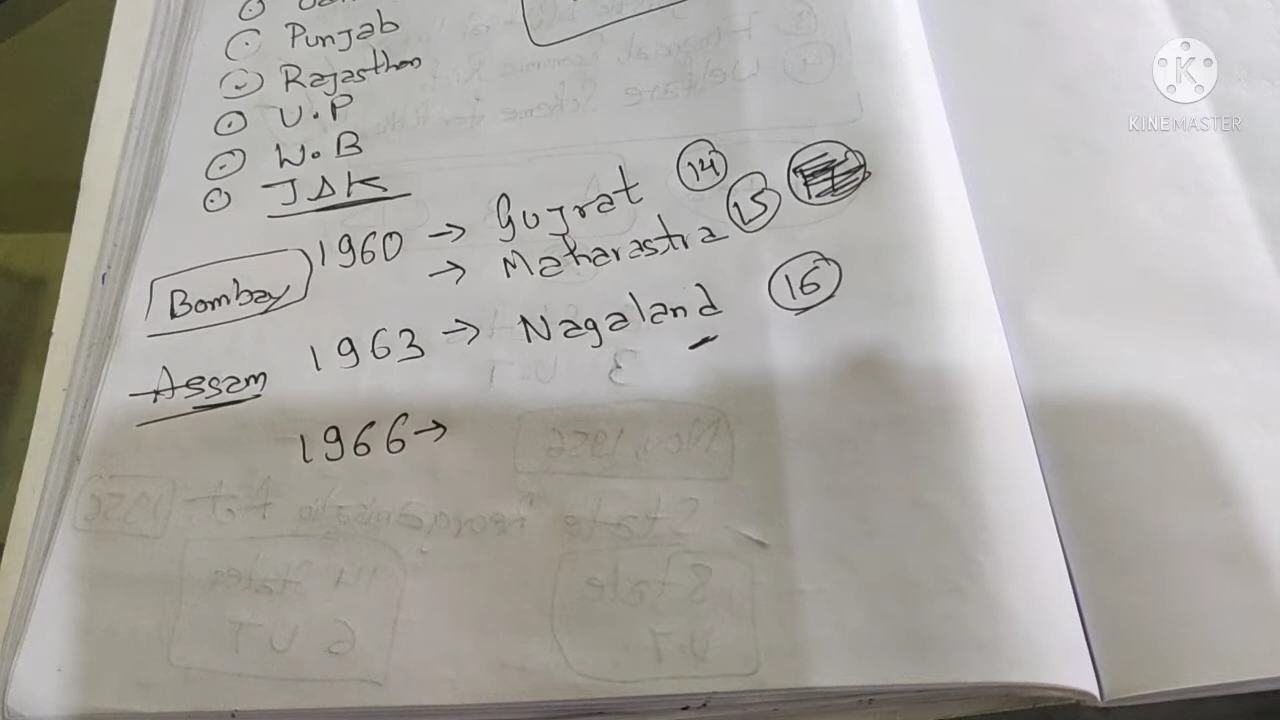 Punjab
Rajasthan
U.P
W.B
J&K
Bombay 1960 → Gujrat 14
→ Maharastra 15
Assam 1963 → Nagaland 16
1966 →
K
KINEMASTER